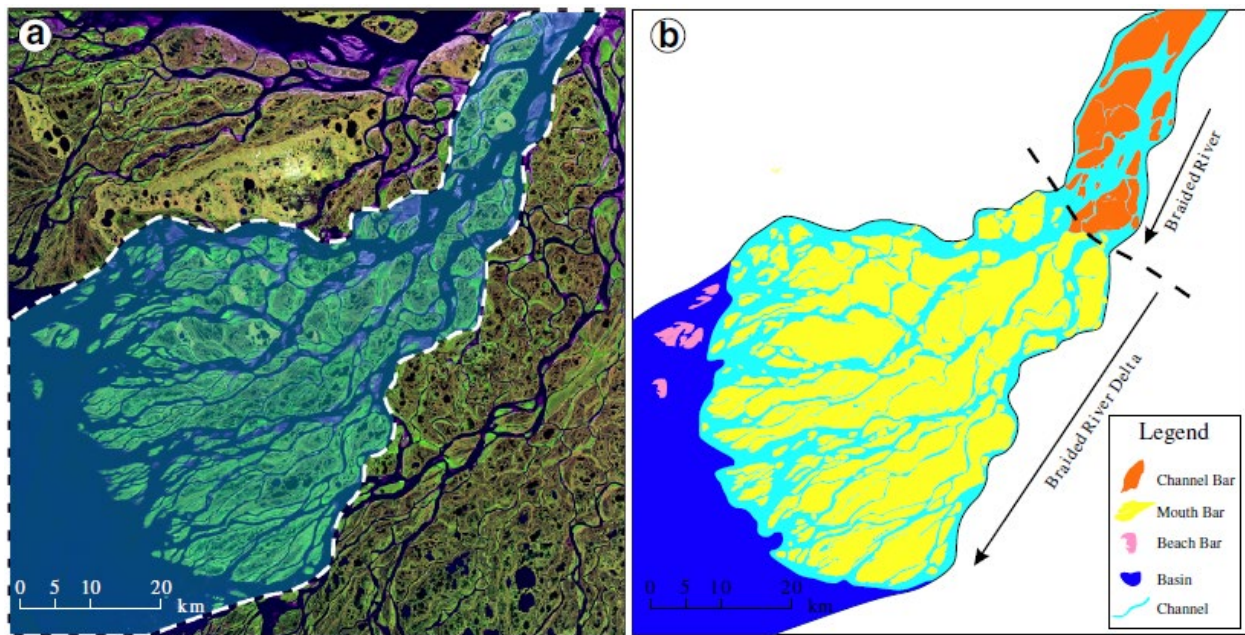 a
0 5 10 20
km
b
Braided River
Braided River Delta
Legend
Channel Bar
Mouth Bar
Beach Bar
Basin
Channel
0 5 10 20
km